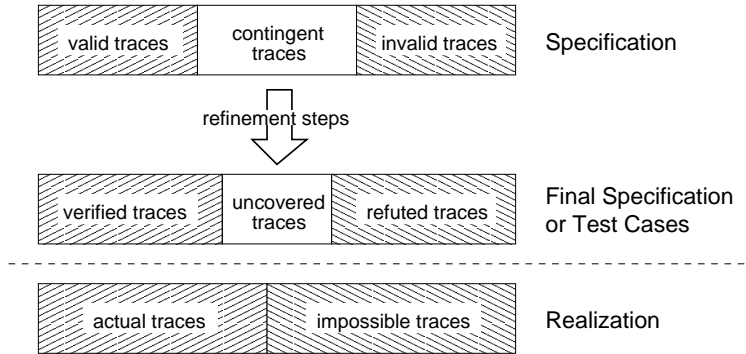 valid traces
contingent
traces
invalid traces
Specification
refinement steps
verified traces
uncovered
traces
refuted traces
Final Specification
or Test Cases
actual traces
impossible traces
Realization